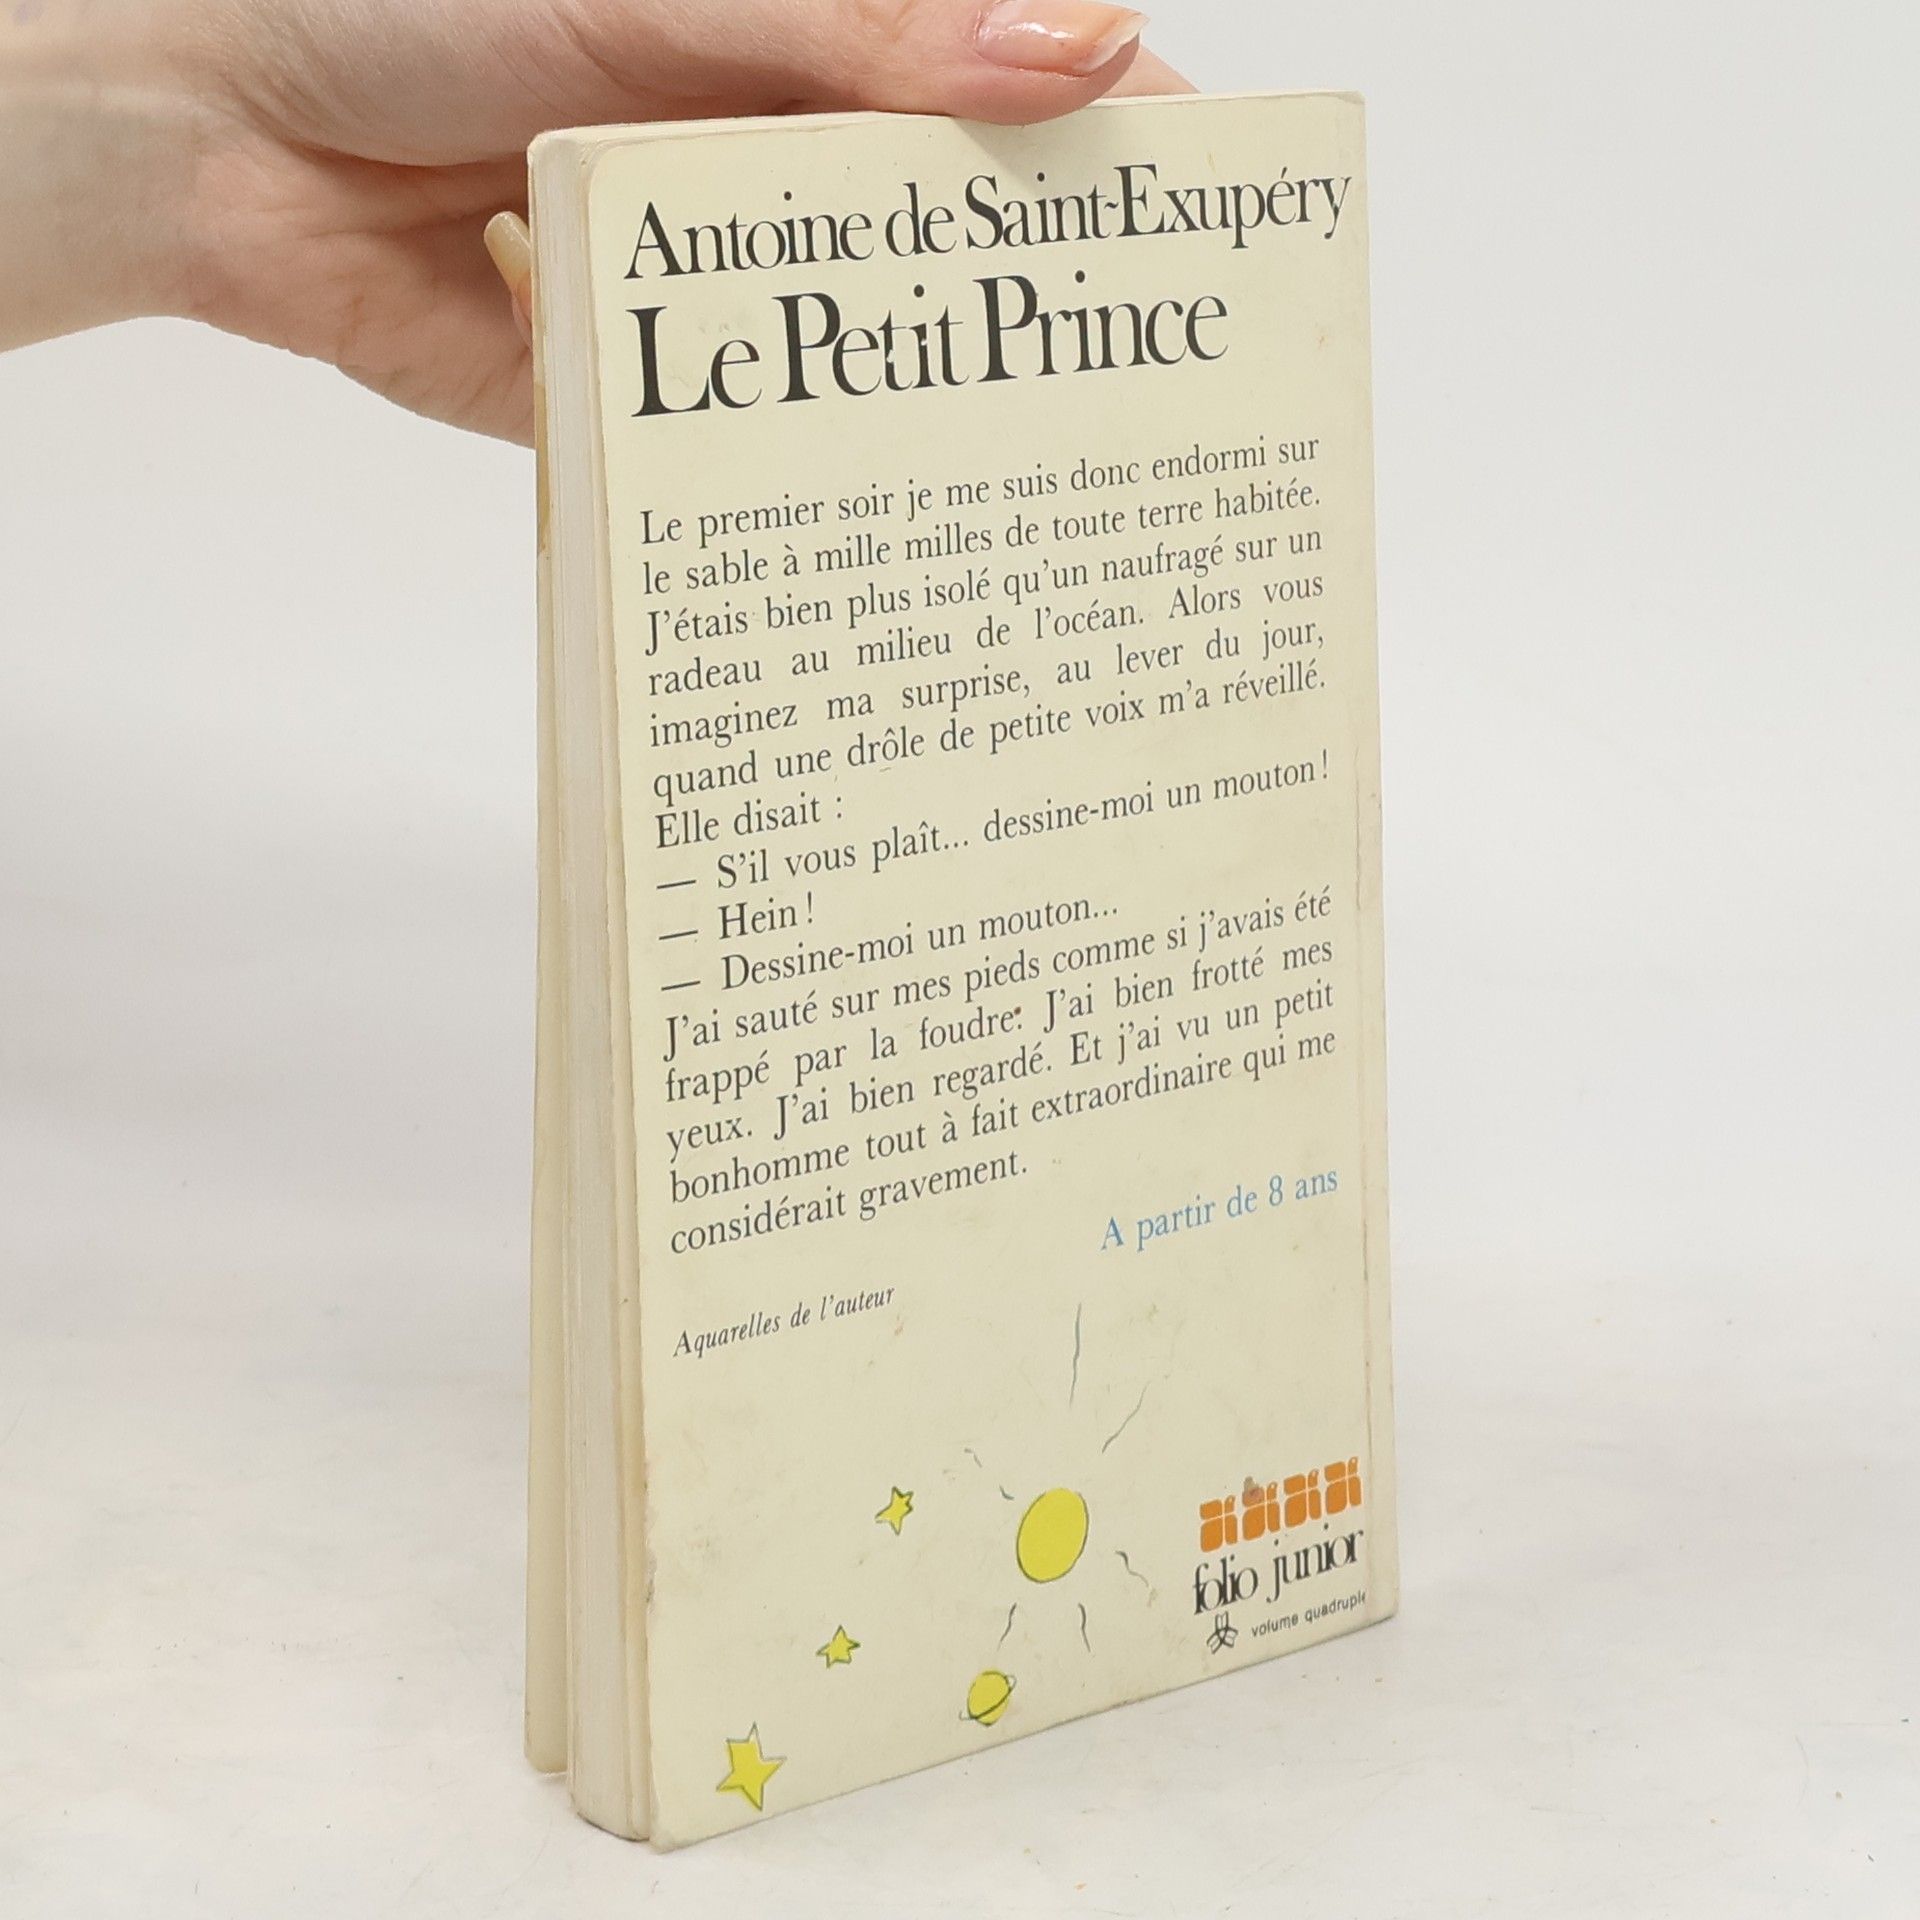 Antoine de Saint-Exupéry
Le Petit Prince
Le premier soir je me suis donc endormi sur
le sable à mille milles de toute terre habitée.
J'étais bien plus isolé qu'un naufragé sur un
radeau au milieu de l'océan. Alors vous
imaginez ma surprise, au lever du jour,
quand une drôle de petite voix m'a réveillé.
Elle disait :
— S'il vous plaît... dessine-moi un mouton!
— Hein!
— Dessine-moi un mouton...
J'ai sauté sur mes pieds comme si j'avais été
frappé par la foudre. J'ai bien frotté mes
yeux. J'ai bien regardé. Et j'ai vu un petit
bonhomme tout à fait extraordinaire qui me
considérait gravement.
A partir de 8 ans
Aquarelles de l'auteur
folio junior
volume quadruple